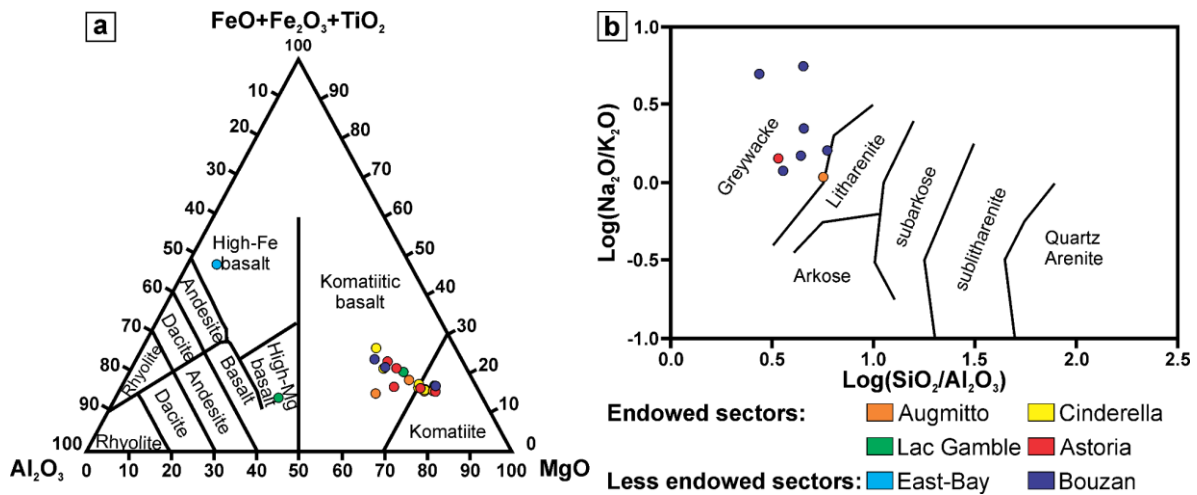 a
FeO+Fe₂O₃+TiO₂
100
10
90
20
80
30
70
40
60
50
High-Fe
basalt
50
60
Andesite
Komatiitic
basalt
40
70
Dacite
30
80
Rhyolite
Basalt
High-Mg
basalt
20
90
Andesite
10
100
Rhyolite
Dacite
Komatiite
0
Al₂O₃
0 10 20 30 40 50 60 70 80 90 100
MgO
b
1.0
0.5
0.0
-0.5
-1.0
Log(Na₂O/K₂O)
Greywacke
Litharenite
subarkose
sublitharenite
Arkose
Quartz
Arenite
0.0 0.5 1.0 1.5 2.0 2.5
Log(SiO₂/Al₂O₃)
Endowed sectors: Augmitto Cinderella
Lac Gamble Astoria
Less endowed sectors: East-Bay Bouzan